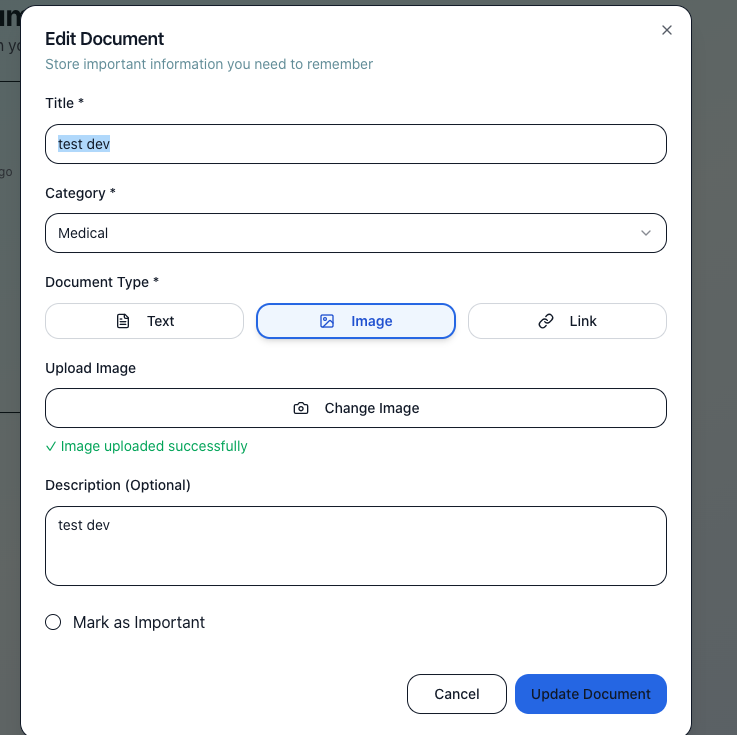 Edit Document
Store important information you need to remember
Title *
test dev
Category *
Medical
Document Type *
Text
Image
Link
Upload Image
Change Image
✓ Image uploaded successfully
Description (Optional)
test dev
Mark as Important
Cancel
Update Document